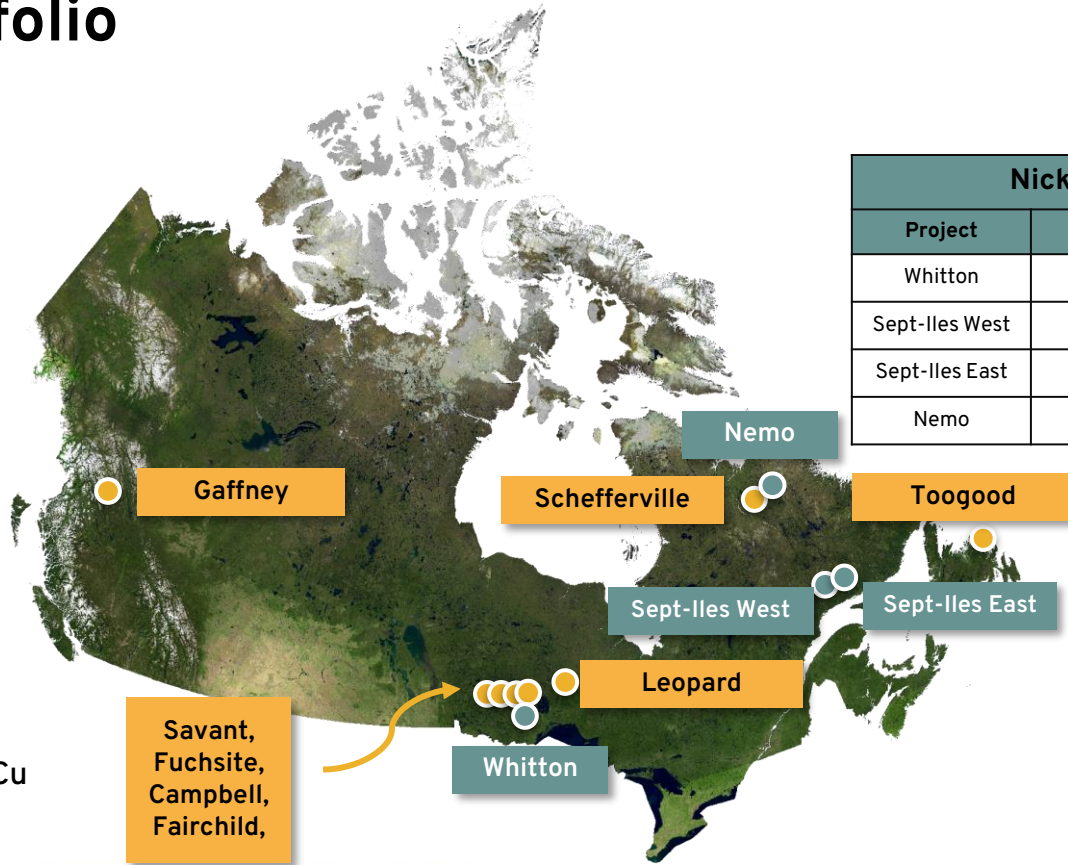 folio
Nick
Project
Whitton
Sept-Iles West
Sept-Iles East
Nemo
Nemo
Gaffney
Schefferville
Toogood
Sept-Iles West
Sept-Iles East
Leopard
Savant,
Fuchsite,
Campbell,
Fairchild,
Whitton
Cu